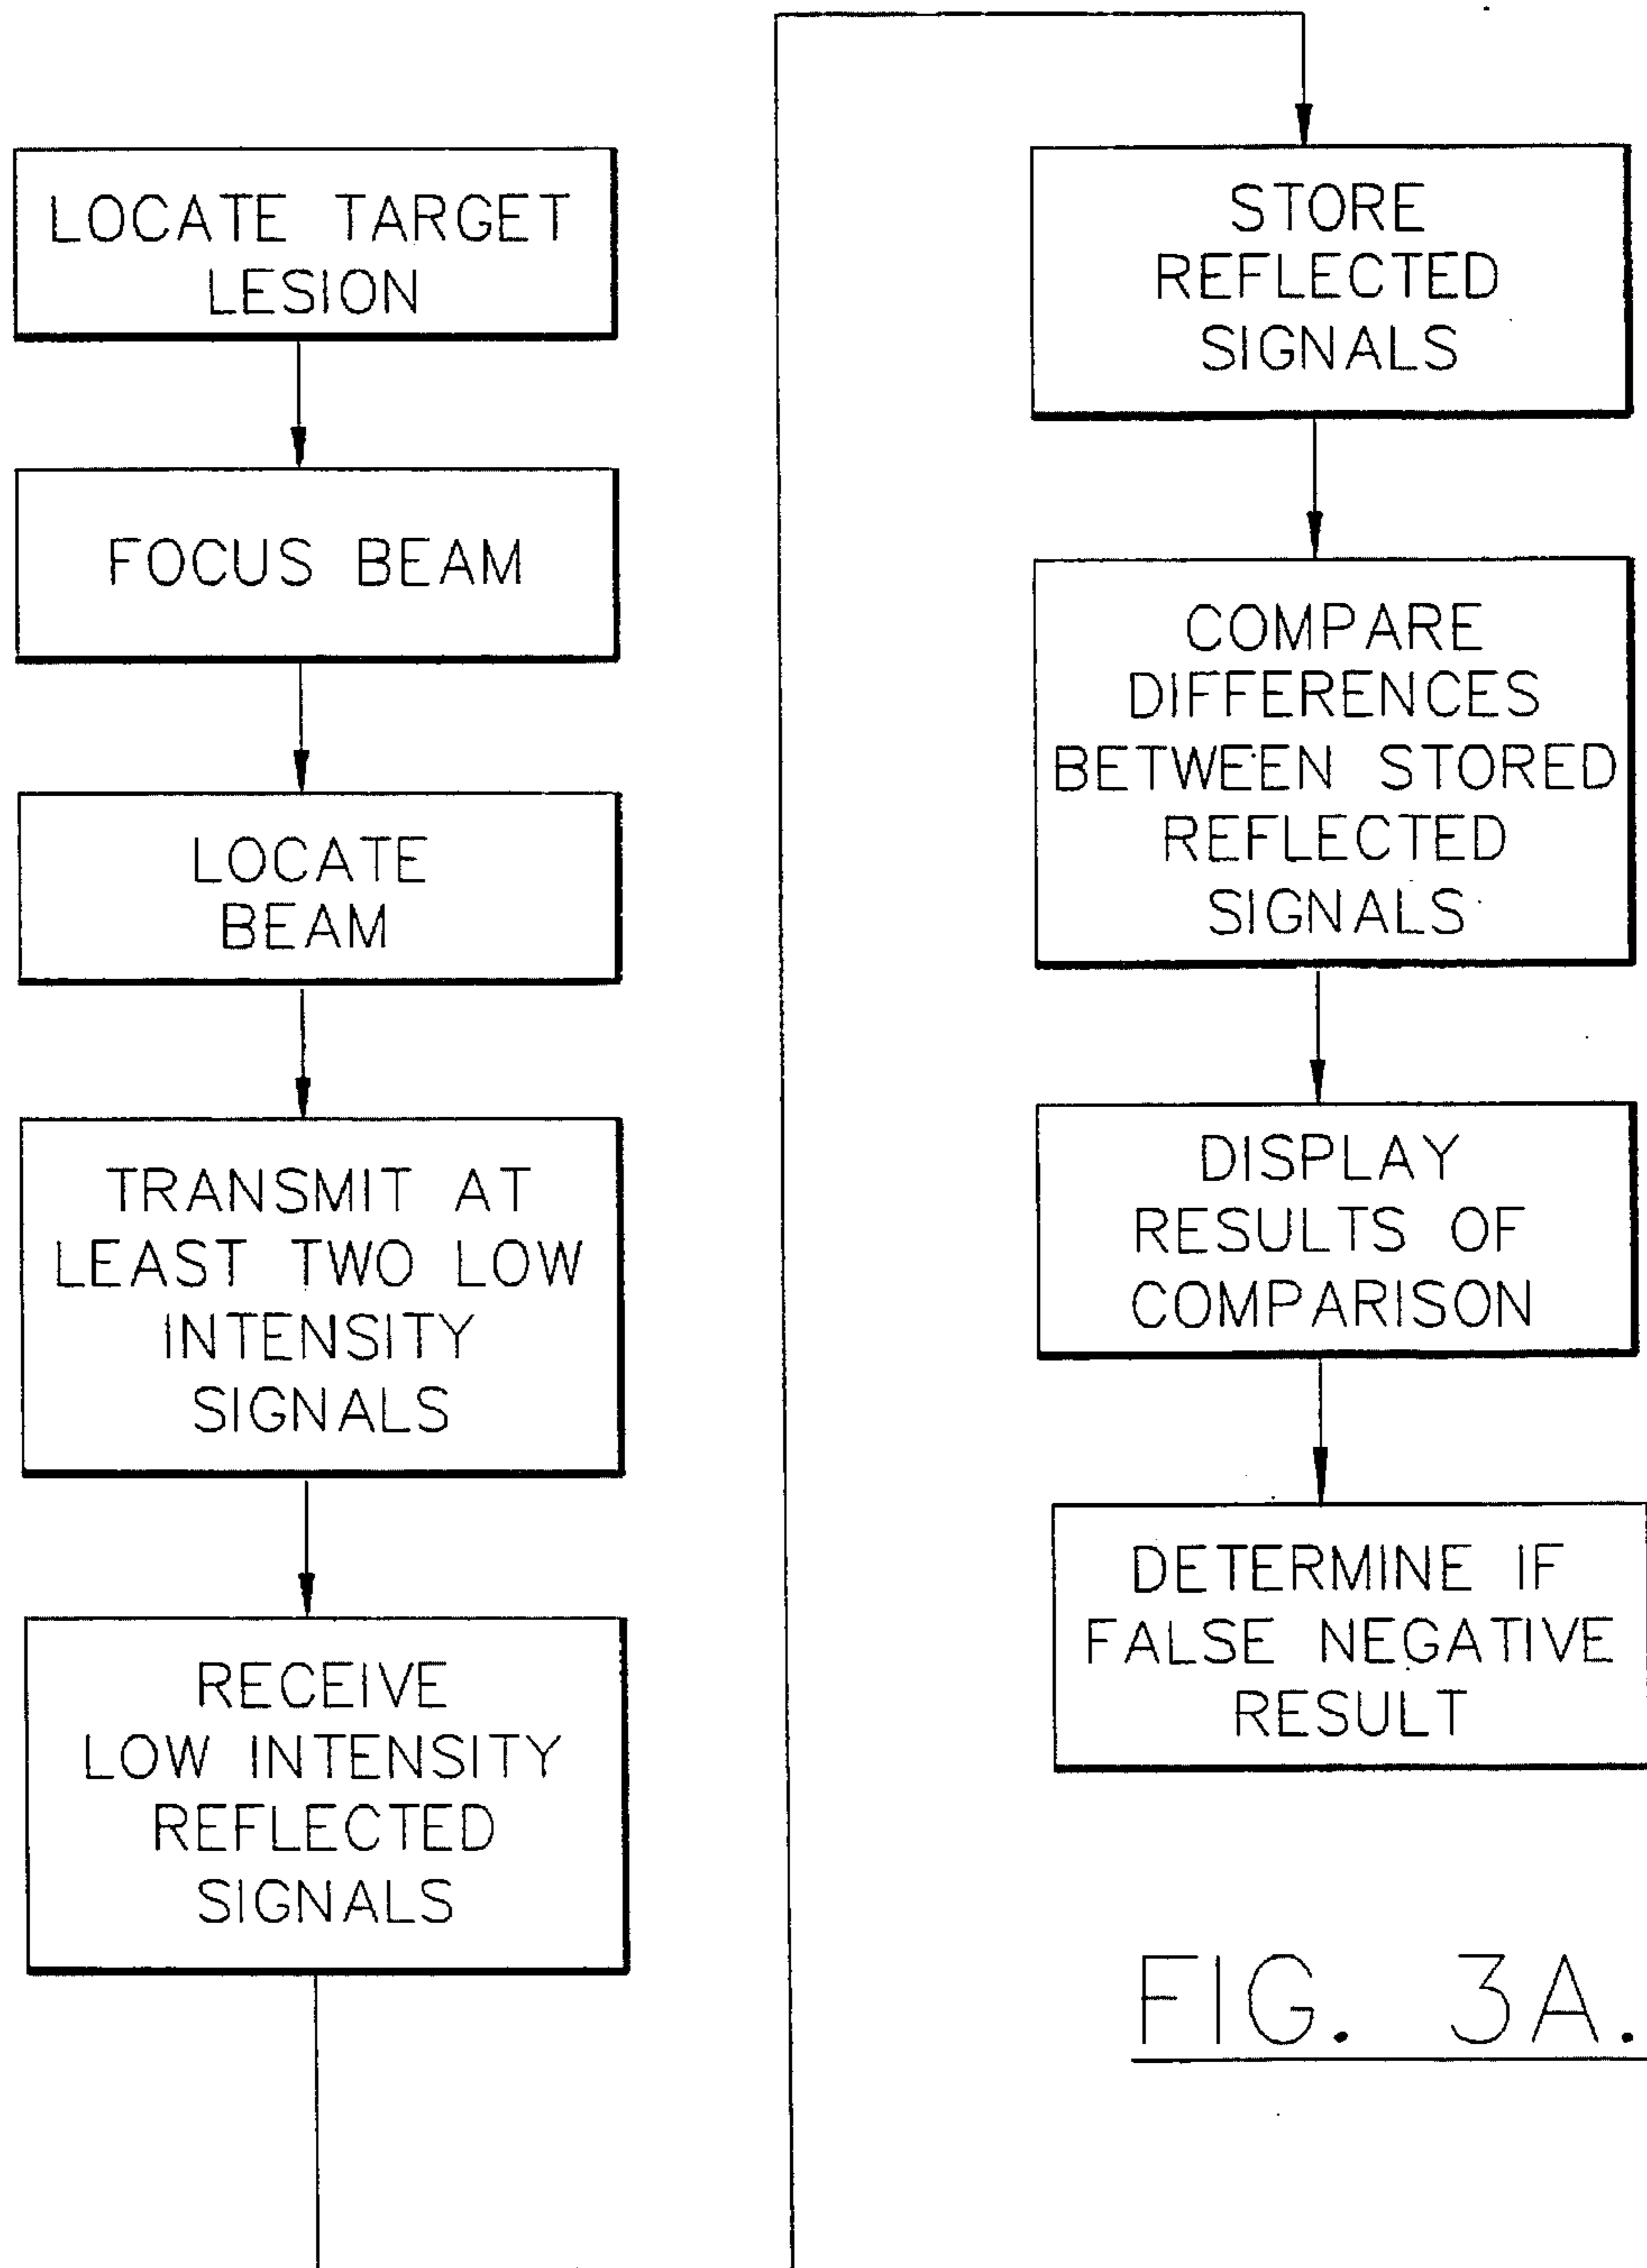 LOCATE TARGET
LESION
FOCUS BEAM
LOCATE
BEAM
TRANSMIT AT
LEAST TWO LOW
INTENSITY
SIGNALS
RECEIVE
LOW INTENSITY
REFLECTED
SIGNALS
STORE
REFLECTED
SIGNALS
COMPARE
DIFFERENCES
BETWEEN STORED
REFLECTED
SIGNALS
DISPLAY
RESULTS OF
COMPARISON
DETERMINE IF
FALSE NEGATIVE
RESULT
FIG. 3A.